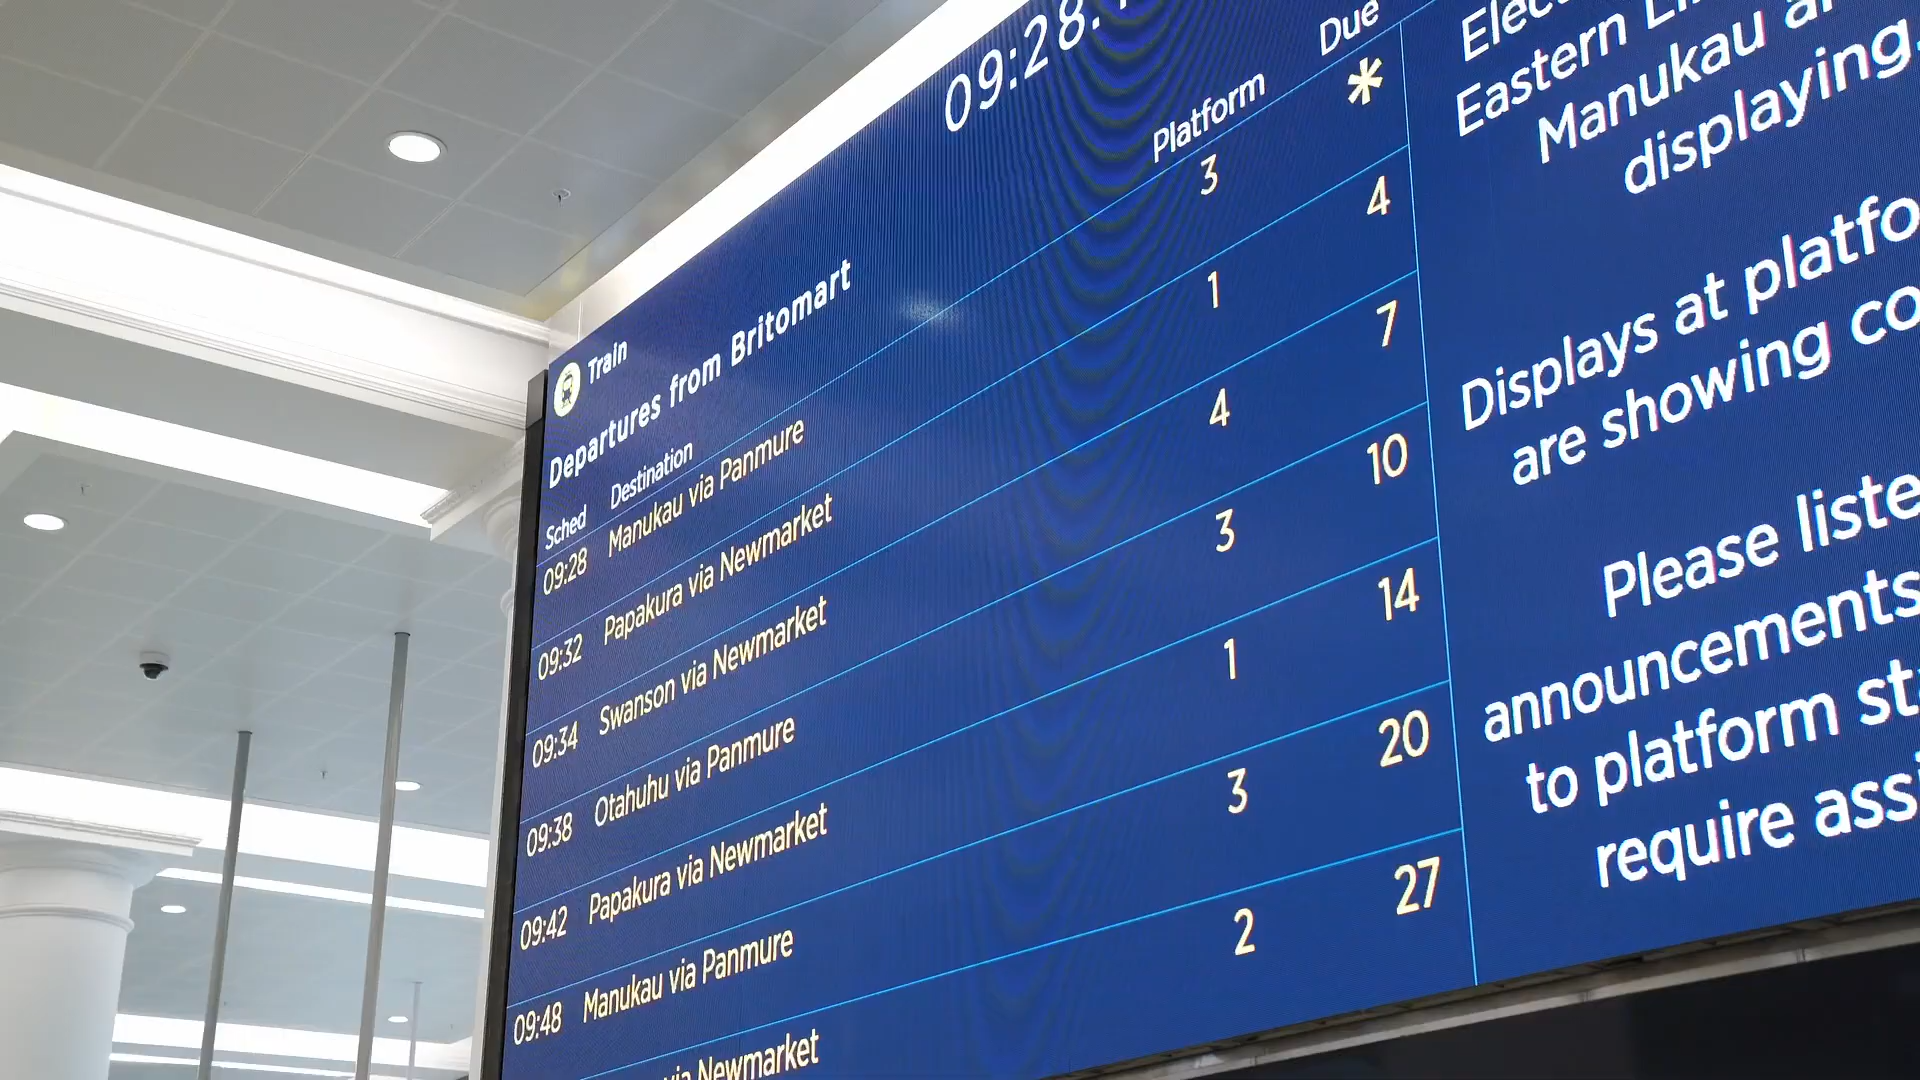 09:28:
Train
Departures from Britomart
Sched Destination Platform Due
09:28 Manukau via Panmure 3 *
09:32 Papakura via Newmarket 1 4
09:34 Swanson via Newmarket 4 7
09:38 Otahuhu via Panmure 3 10
09:42 Papakura via Newmarket 1 14
09:48 Manukau via Panmure 3 20
via Newmarket 2 27
Eastern
Manukau
displaying
Displays at
are showing
Please
announcements
to platform
require